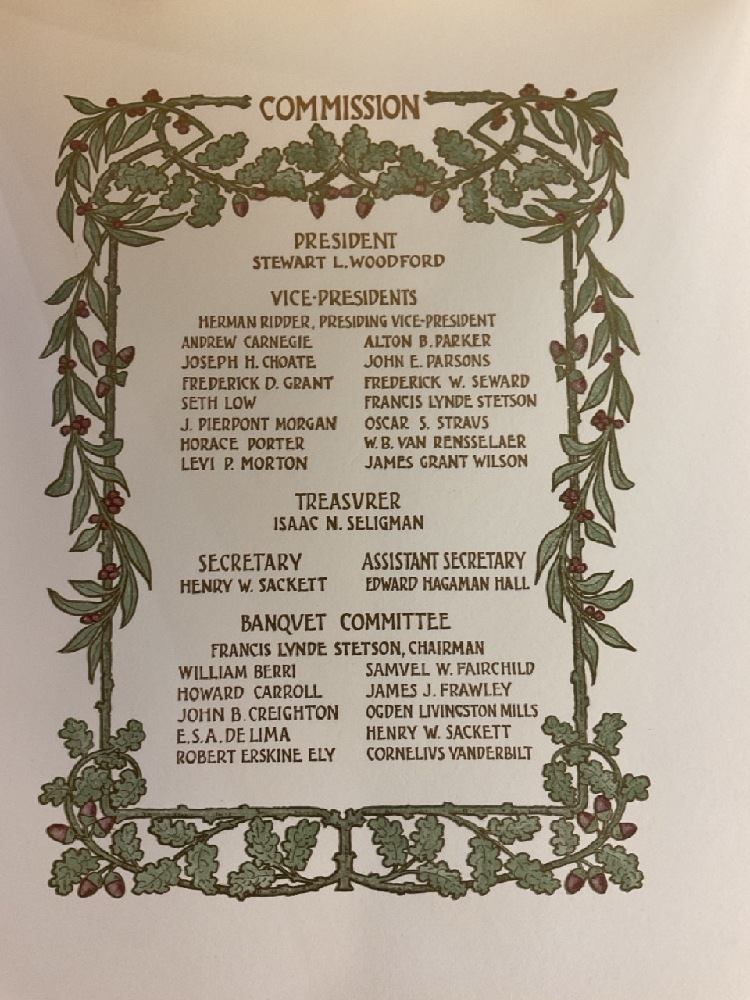 COMMISSION
PRESIDENT
STEWART L. WOODFORD
VICE-PRESIDENTS
HERMAN RIDDER, PRESIDING VICE-PRESIDENT
ANDREW CARNEGIE ALTON B. PARKER
JOSEPH H. CHOATE JOHN E. PARSONS
FREDERICK D. GRANT FREDERICK W. SEWARD
SETH LOW FRANCIS LYNDE STETSON
J. PIERPONT MORGAN OSCAR S. STRAVS
HORACE PORTER W. B. VAN RENSSELAER
LEVI P. MORTON JAMES GRANT WILSON
TREASVRER
ISAAC N. SELIGMAN
SECRETARY ASSISTANT SECRETARY
HENRY W. SACKETT EDWARD HAGAMAN HALL
BANQVET COMMITTEE
FRANCIS LYNDE STETSON, CHAIRMAN
WILLIAM BERRI SAMVEL W. FAIRCHILD
HOWARD CARROLL JAMES J. FRAWLEY
JOHN B. CREIGHTON OGDEN LIVINGSTON MILLS
E. S. A. DE LIMA HENRY W. SACKETT
ROBERT ERSKINE ELY CORNELIVS VANDERBILT